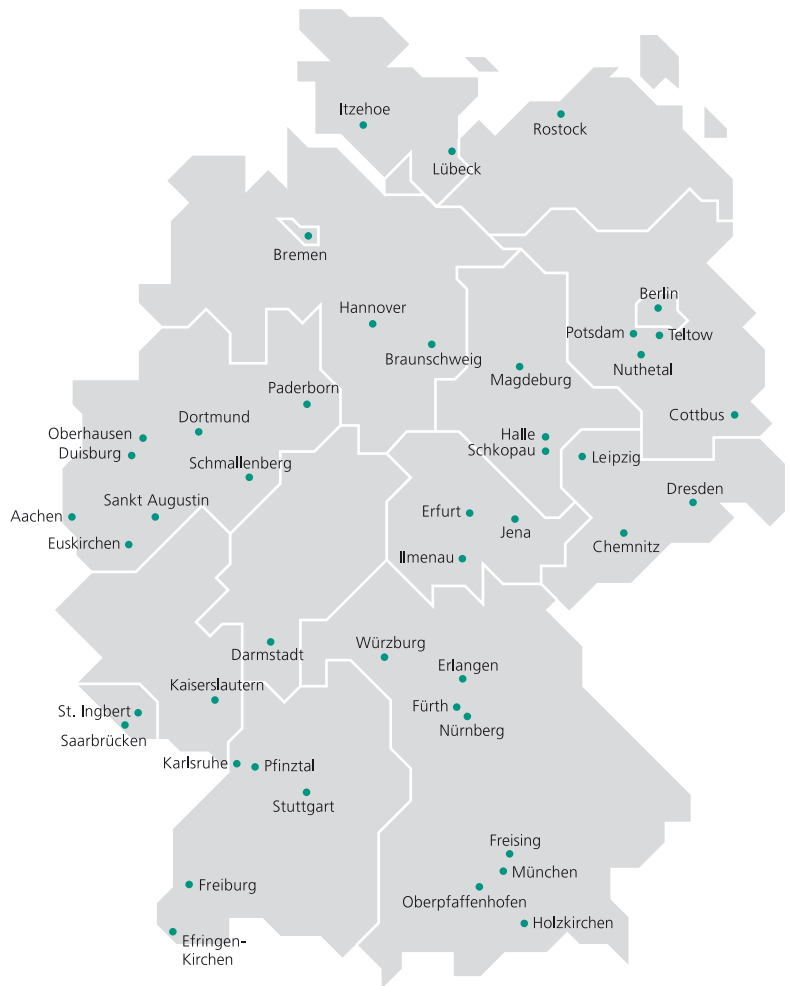 Itzehoe
Rostock
Lübeck
Bremen
Berlin
Hannover
Potsdam
Teltow
Braunschweig
Nuthetal
Magdeburg
Paderborn
Cottbus
Dortmund
Oberhausen
Halle
Duisburg
Schkopau
Leipzig
Schmallenberg
Dresden
Sankt Augustin
Aachen
Erfurt
Jena
Chemnitz
Euskirchen
Ilmenau
Würzburg
Darmstadt
Erlangen
Kaiserslautern
Fürth
St. Ingbert
Nürnberg
Saarbrücken
Karlsruhe
Pfinztal
Stuttgart
Freising
München
Freiburg
Oberpfaffenhofen
Holzkirchen
Efringen-
Kirchen